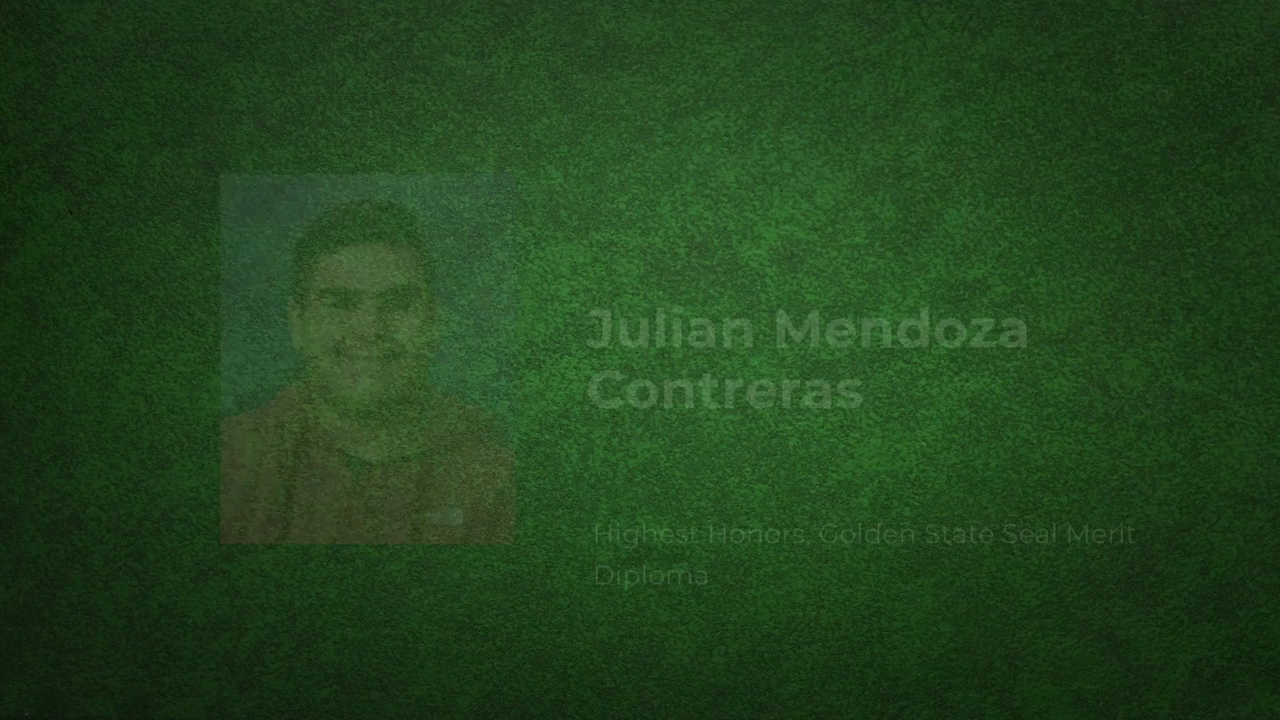 Julian Mendoza
Contreras
Highest Honors, Golden State Seal Merit
Diploma